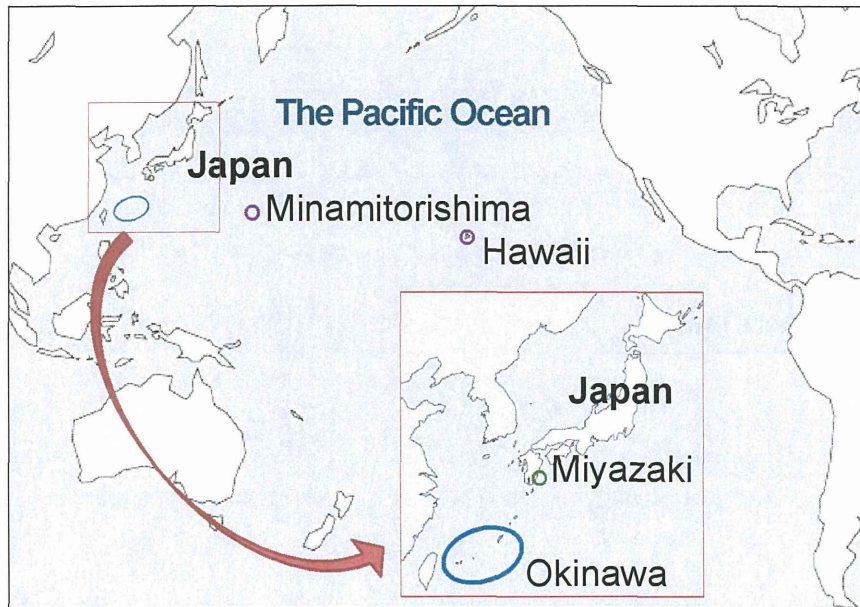 The Pacific Ocean
Japan
Minamitorishima
Hawaii
Japan
Miyazaki
Okinawa